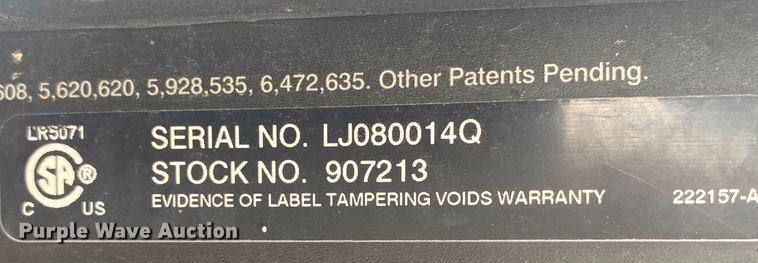 608, 5,620,620, 5,928,535, 6,472,635. Other Patents Pending.
LR5071
SA ®
C US
SERIAL NO. LJ080014Q
STOCK NO. 907213
EVIDENCE OF LABEL TAMPERING VOIDS WARRANTY
222157-A
Purple Wave Auction